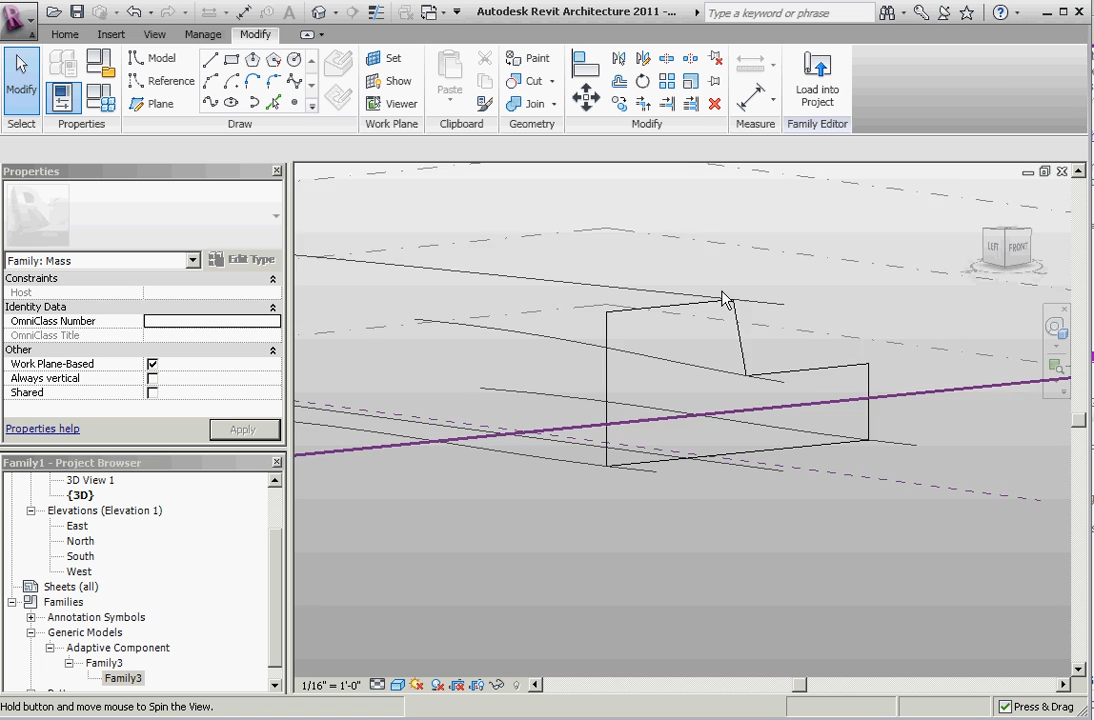 Autodesk Revit Architecture 2011 -...
Type a keyword or phrase
Home
Insert
View
Manage
Modify
Modify
Select
Properties
Model
Reference
Plane
Draw
Set
Show
Viewer
Work Plane
Paste
Clipboard
Paint
Cut
Join
Geometry
Modify
Measure
Load into
Project
Family Editor
Properties
Family: Mass
Edit Type
Constraints
Host
Identity Data
OmniClass Number
OmniClass Title
Other
Work Plane-Based
Always vertical
Shared
Properties help
Apply
Family1 - Project Browser
3D View 1
{3D}
Elevations (Elevation 1)
East
North
South
West
Sheets (all)
Families
Annotation Symbols
Generic Models
Adaptive Component
Family3
Family3
LEFT
FRONT
1/16" = 1'-0"
Hold button and move mouse to Spin the View.
Press & Drag